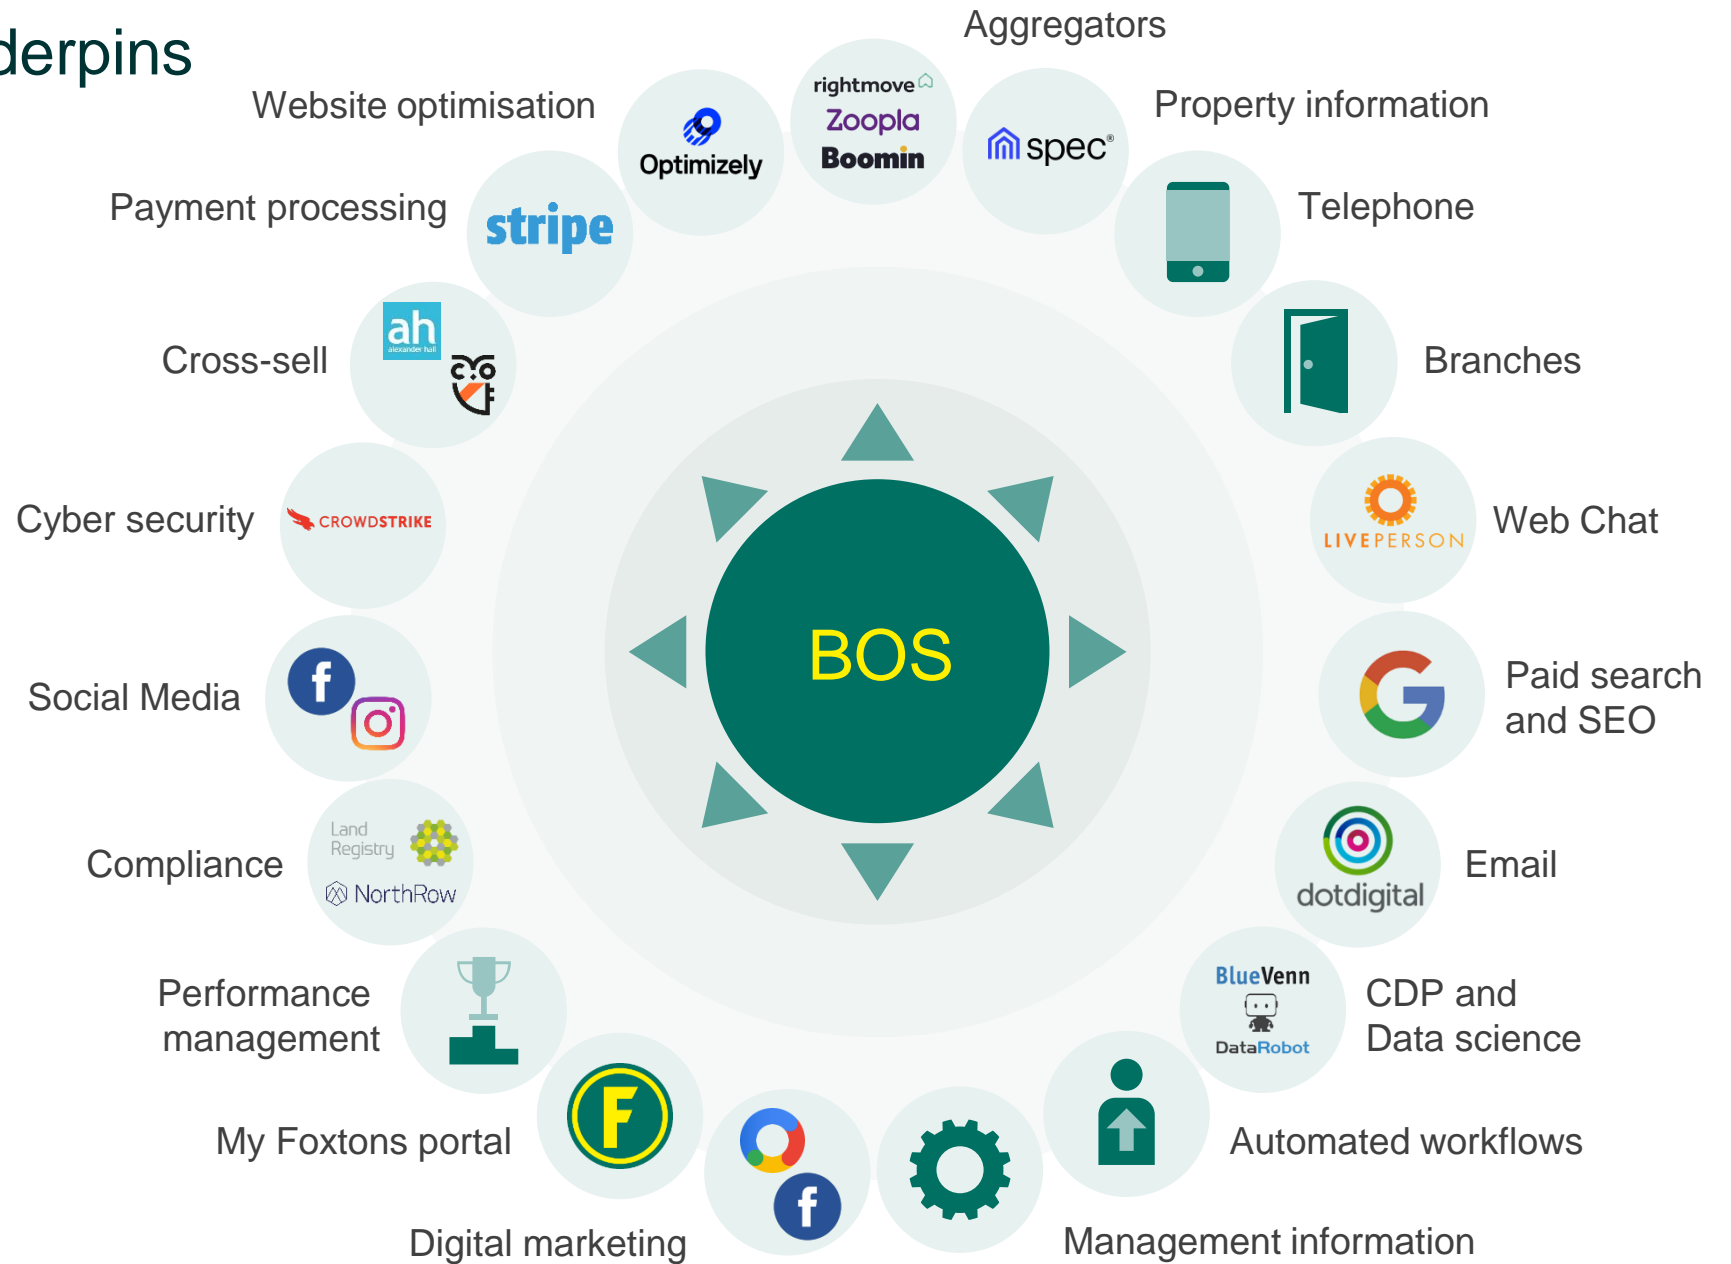 derpins
Aggregators
Website optimisation
Optimizely
rightmove
Zoopla
Boomin
spec®
Property information
Payment processing
stripe
Telephone
Cross-sell
ah
alexander hall
Branches
Cyber security
CROWDSTRIKE
LIVEPERSON
Web Chat
BOS
Social Media
f
Paid search
and SEO
G
Compliance
Land
Registry
NorthRow
dotdigital
Email
Performance
management
BlueVenn
DataRobot
CDP and
Data science
My Foxtons portal
F
Automated workflows
Digital marketing
f
Management information